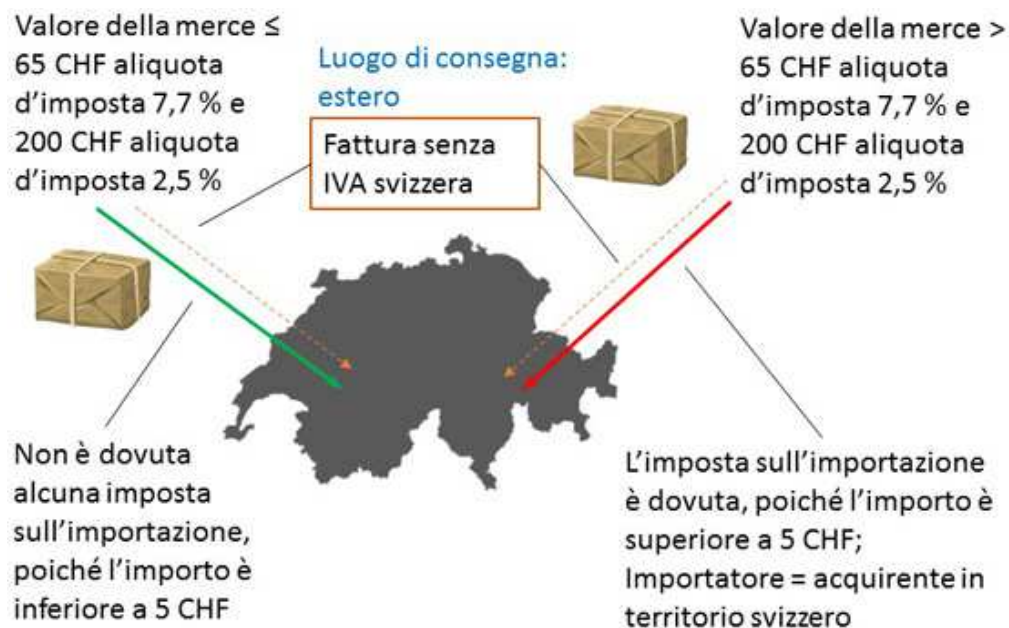 Valore della merce ≤
65 CHF aliquota
d'imposta 7,7 % e
200 CHF aliquota
d'imposta 2,5 %
Luogo di consegna:
estero
Fattura senza
IVA svizzera
Valore della merce >
65 CHF aliquota
d'imposta 7,7 % e
200 CHF aliquota
d'imposta 2,5 %
Non è dovuta
alcuna imposta
sull'importazione,
poiché l'importo è
inferiore a 5 CHF
L'imposta sull'importazione
è dovuta, poiché l'importo è
superiore a 5 CHF;
Importatore = acquirente in
territorio svizzero